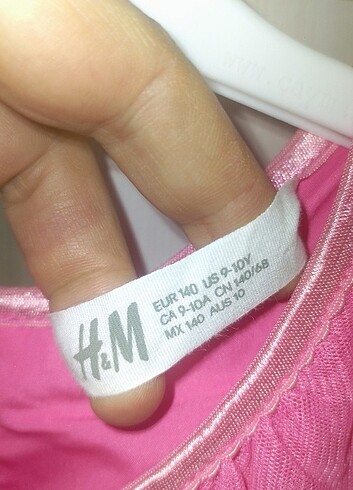 H&M
EUR 140 US 9-10Y
CA 9-10A CN 140/68
MX 140 AUS 10